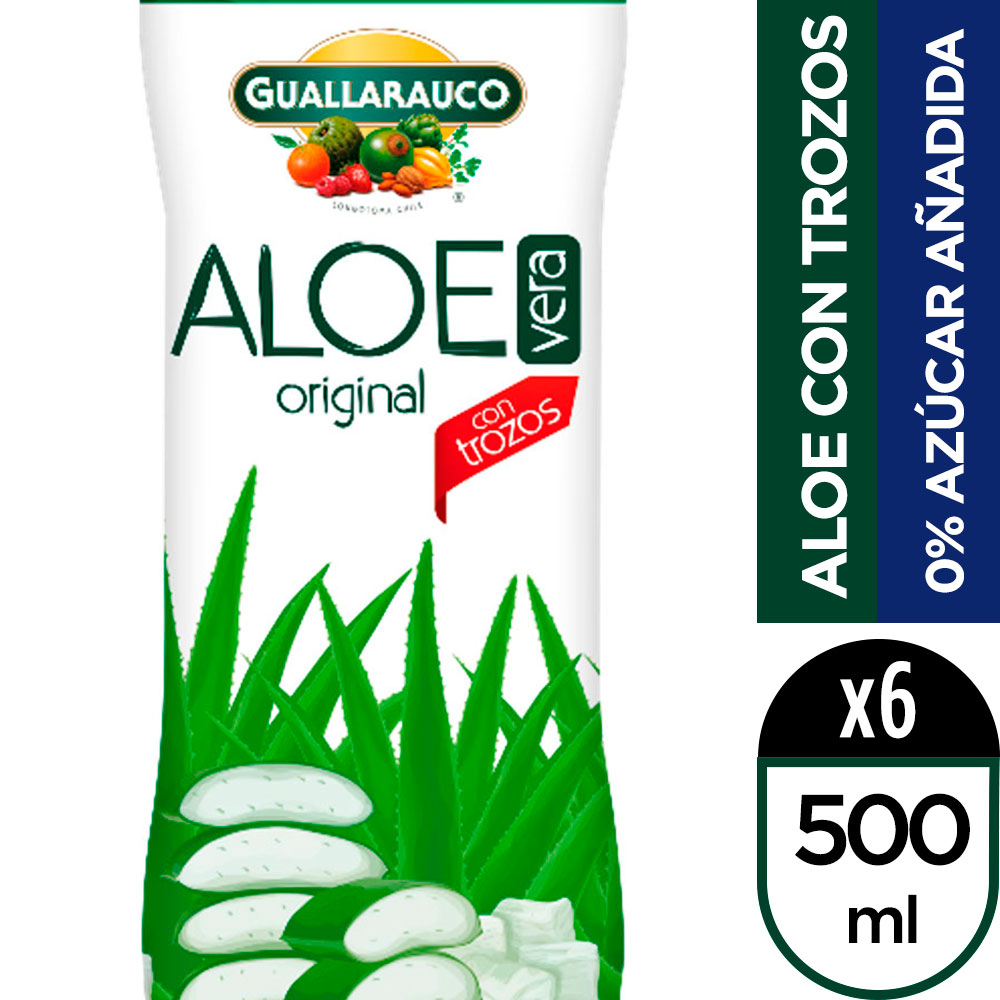 GUALLARAUCO
®
ALOE
vera
original
con
trozos
ALOE CON TROZOS
0% AZÚCAR AÑADIDA
x6
500
ml